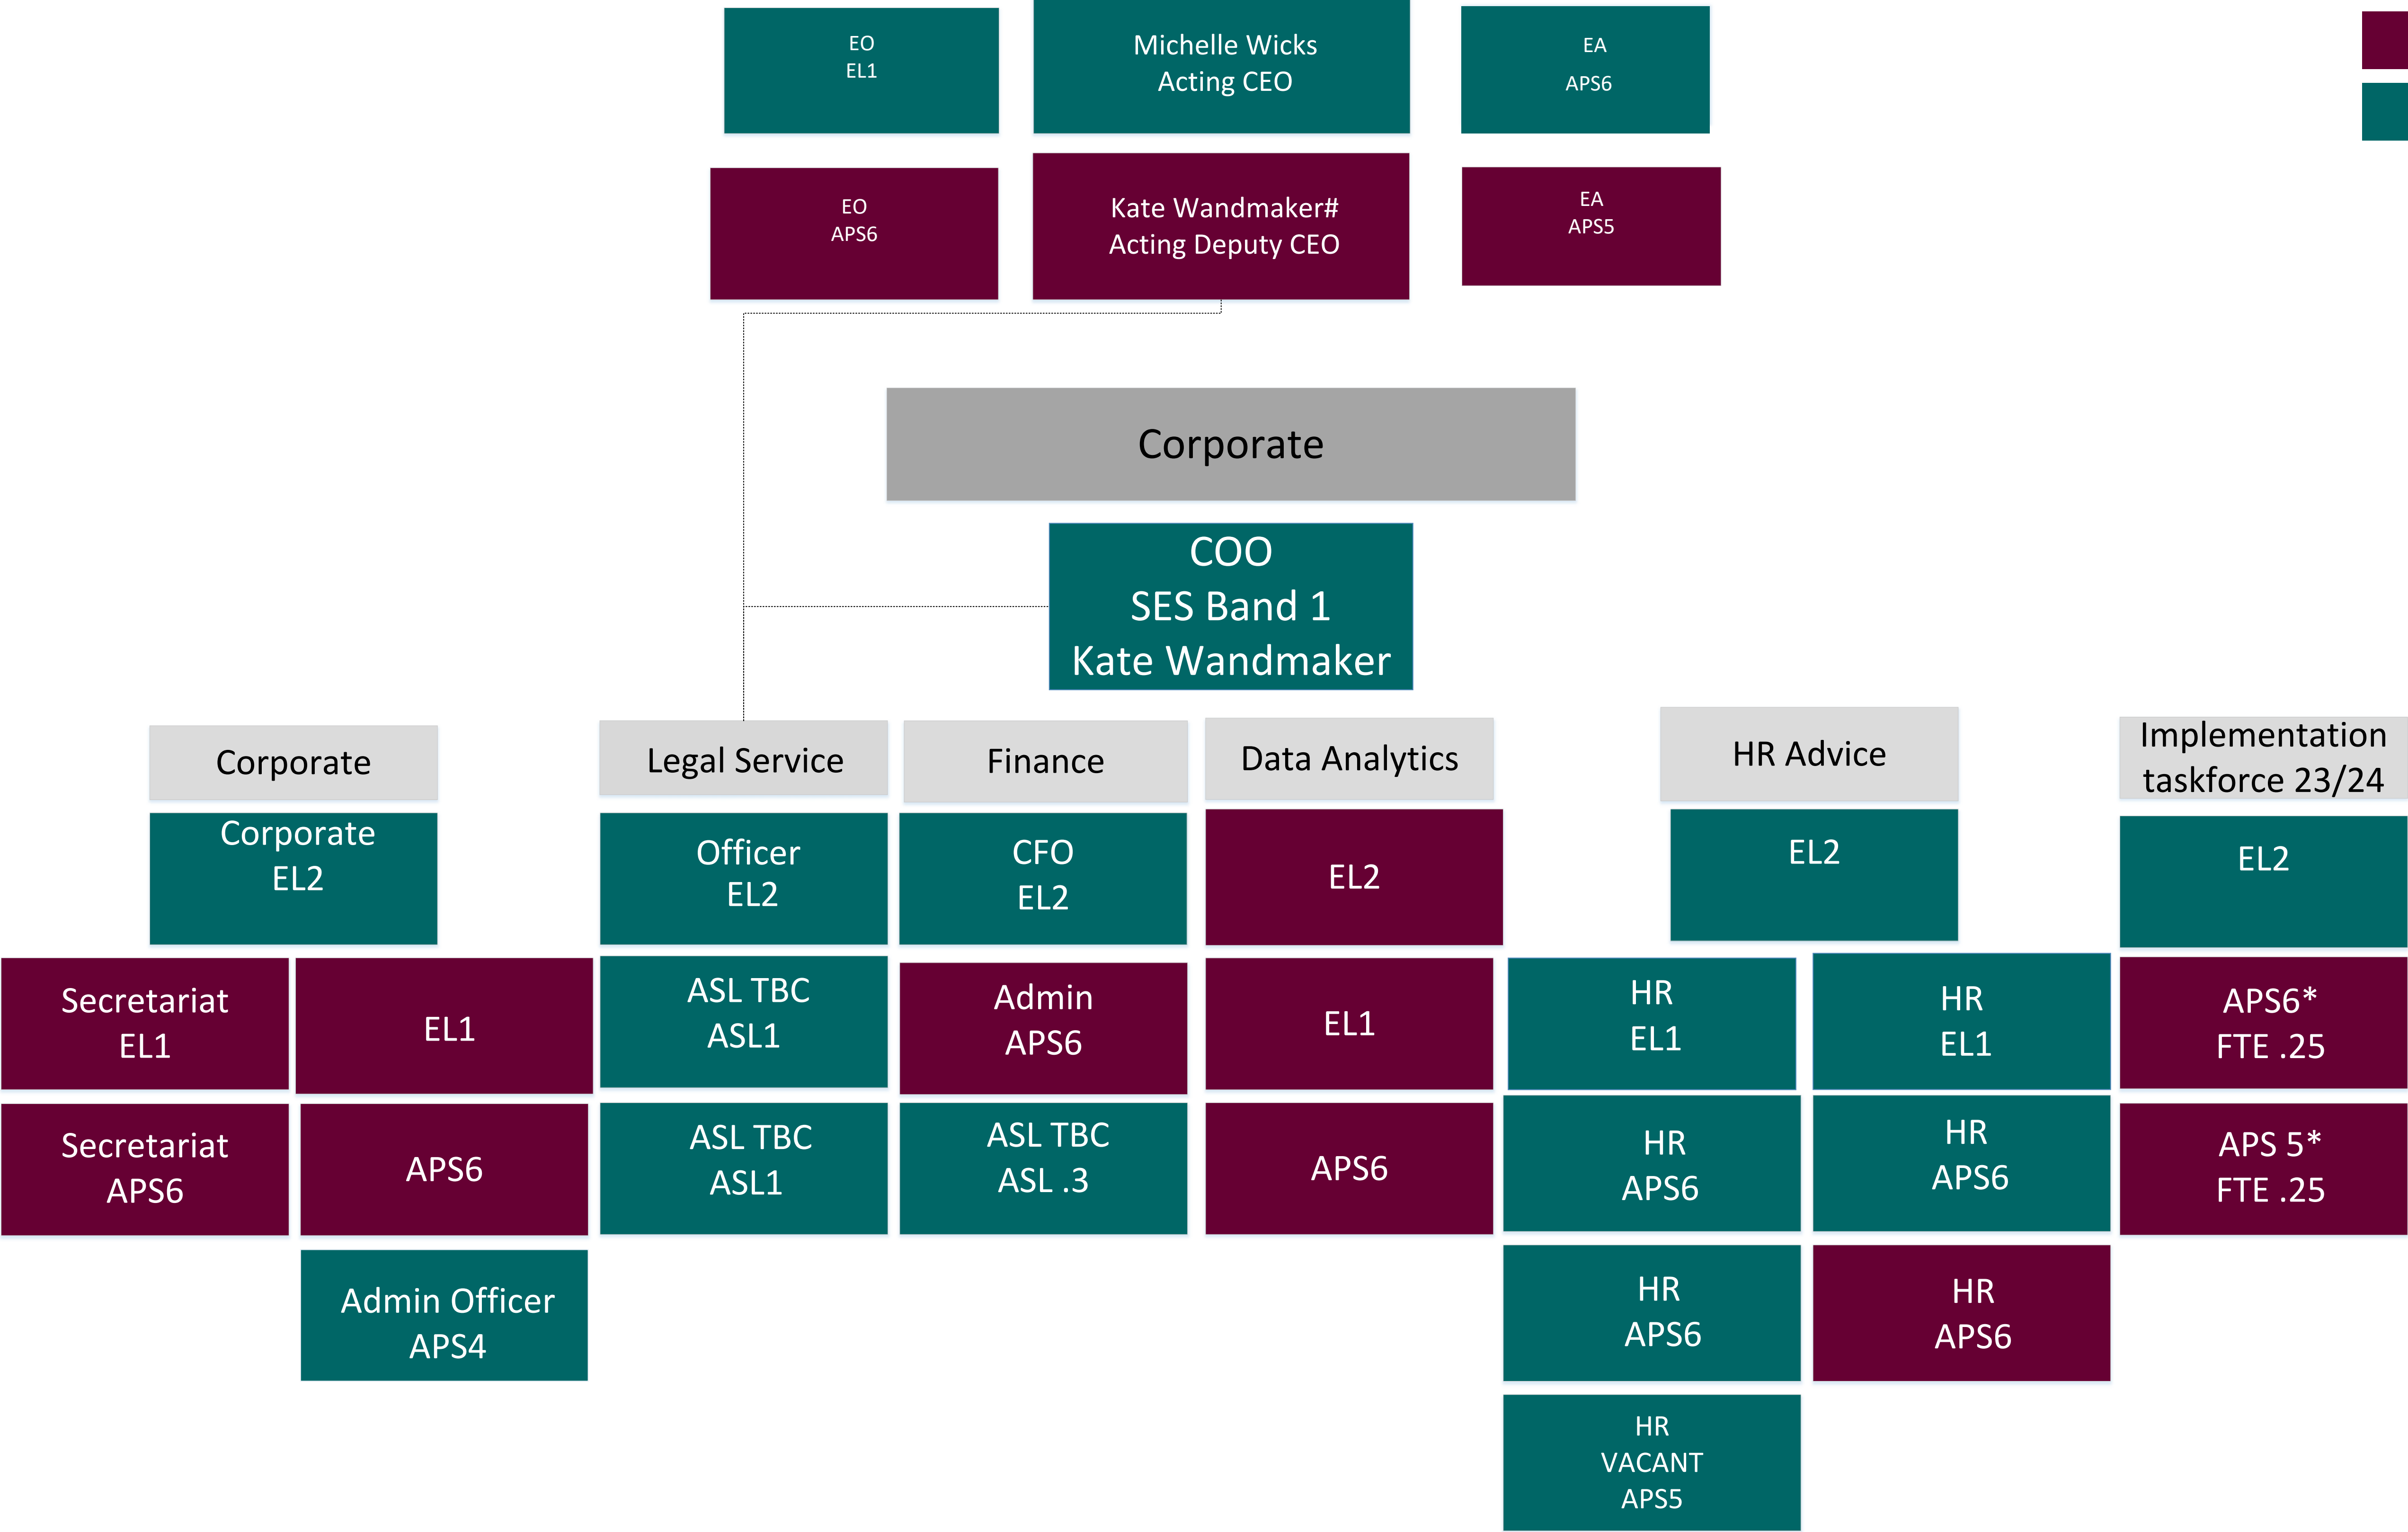 EO
EL1
Michelle Wicks
Acting CEO
EA
APS6
EO
APS6
Kate Wandmaker#
Acting Deputy CEO
EA
APS5
Corporate
COO
SES Band 1
Kate Wandmaker
Corporate
Legal Service
Finance
Data Analytics
HR Advice
Implementation
taskforce 23/24
Corporate
EL2
Officer
EL2
CFO
EL2
EL2
EL2
EL2
Secretariat
EL1
EL1
ASL TBC
ASL1
Admin
APS6
EL1
HR
EL1
HR
EL1
APS6*
FTE .25
Secretariat
APS6
APS6
ASL TBC
ASL1
ASL TBC
ASL .3
APS6
HR
APS6
HR
APS6
APS 5*
FTE .25
Admin Officer
APS4
HR
APS6
HR
APS6
HR
VACANT
APS5